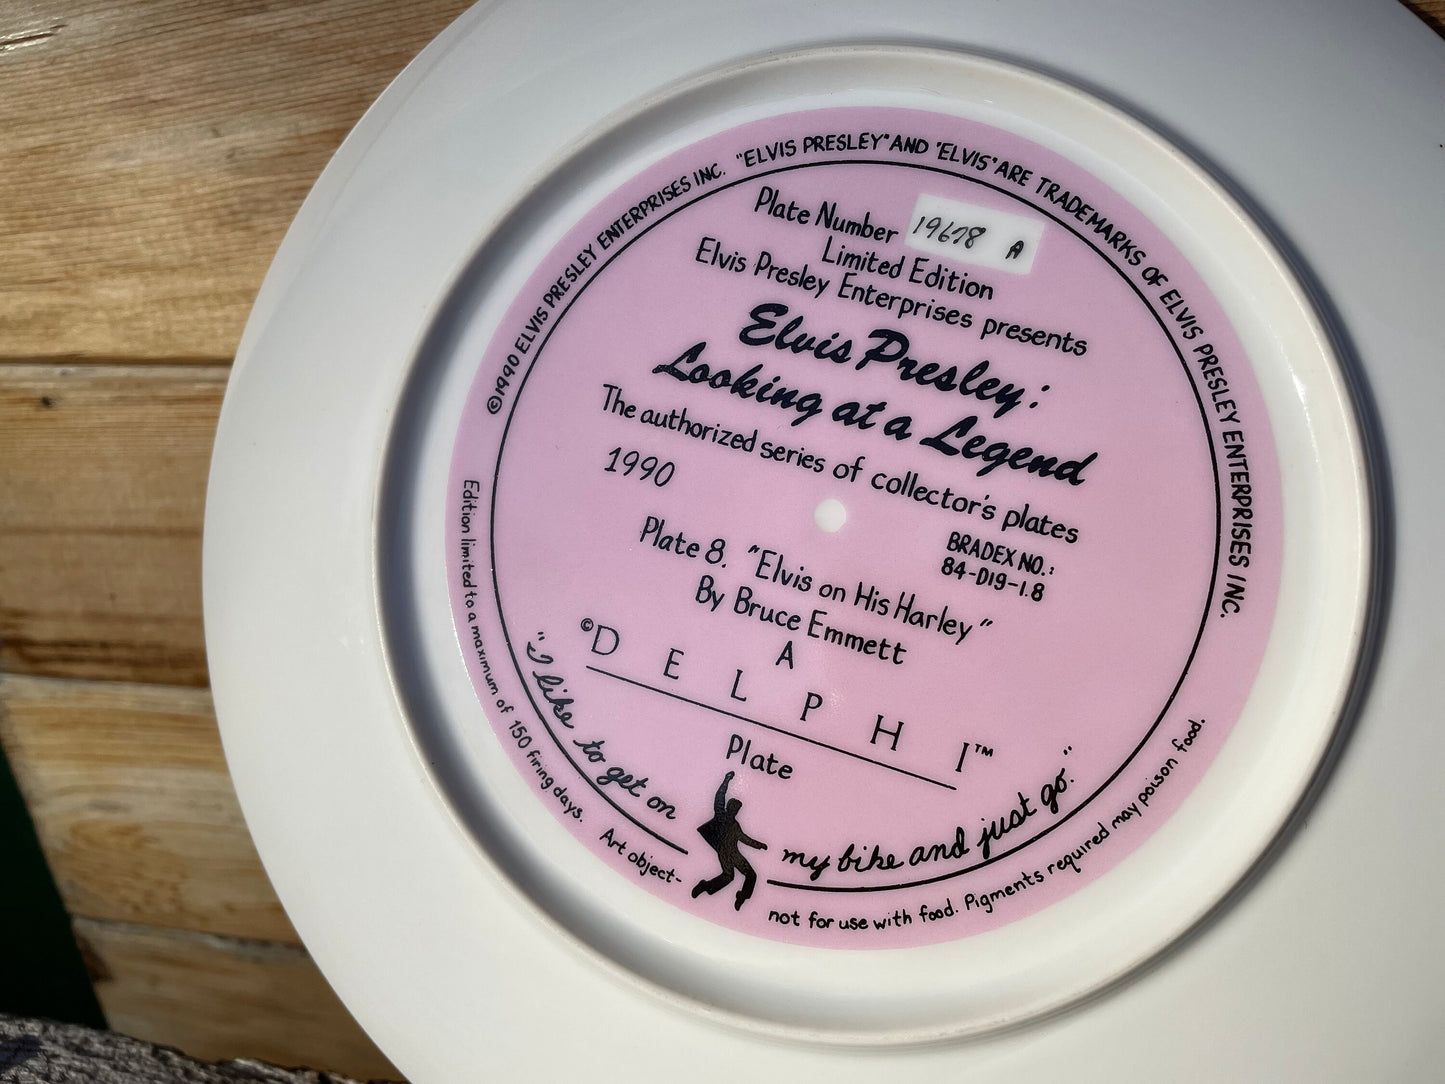 ©1990 ELVIS PRESLEY ENTERPRISES INC. "ELVIS PRESLEY" AND "ELVIS" ARE TRADEMARKS OF ELVIS PRESLEY ENTERPRISES INC.
Plate Number 19678 A
Limited Edition
Elvis Presley Enterprises presents
Elvis Presley:
Looking at a Legend
The authorized series of collector's plates
1990
BRADEX NO.:
84-D19-1.8
Plate 8. "Elvis on His Harley"
By Bruce Emmett
A
©DELPHI™
Plate
"I like to get on my bike and just go."
Edition limited to a maximum of 150 firing days. Art object- not for use with food. Pigments required may poison food.